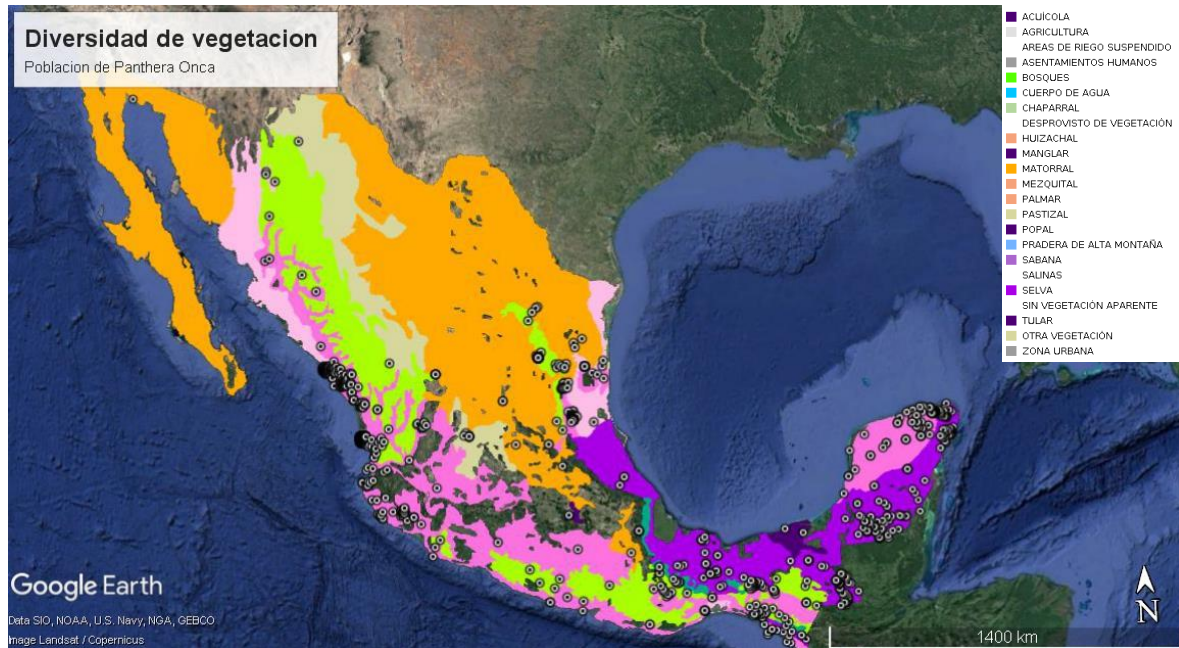 Diversidad de vegetacion
Poblacion de Panthera Onca
ACUÍCOLA
AGRICULTURA
AREAS DE RIEGO SUSPENDIDO
ASENTAMIENTOS HUMANOS
BOSQUES
CUERPO DE AGUA
CHAPARRAL
DESPROVISTO DE VEGETACIÓN
HUIZACHAL
MANGLAR
MATORRAL
MEZQUITAL
PALMAR
PASTIZAL
POPAL
PRADERA DE ALTA MONTAÑA
SABANA
SALINAS
SELVA
SIN VEGETACIÓN APARENTE
TULAR
OTRA VEGETACIÓN
ZONA URBANA
Google Earth
Data SIO, NOAA, U.S. Navy, NGA, GEBCO
Image Landsat / Copernicus
N
1400 km